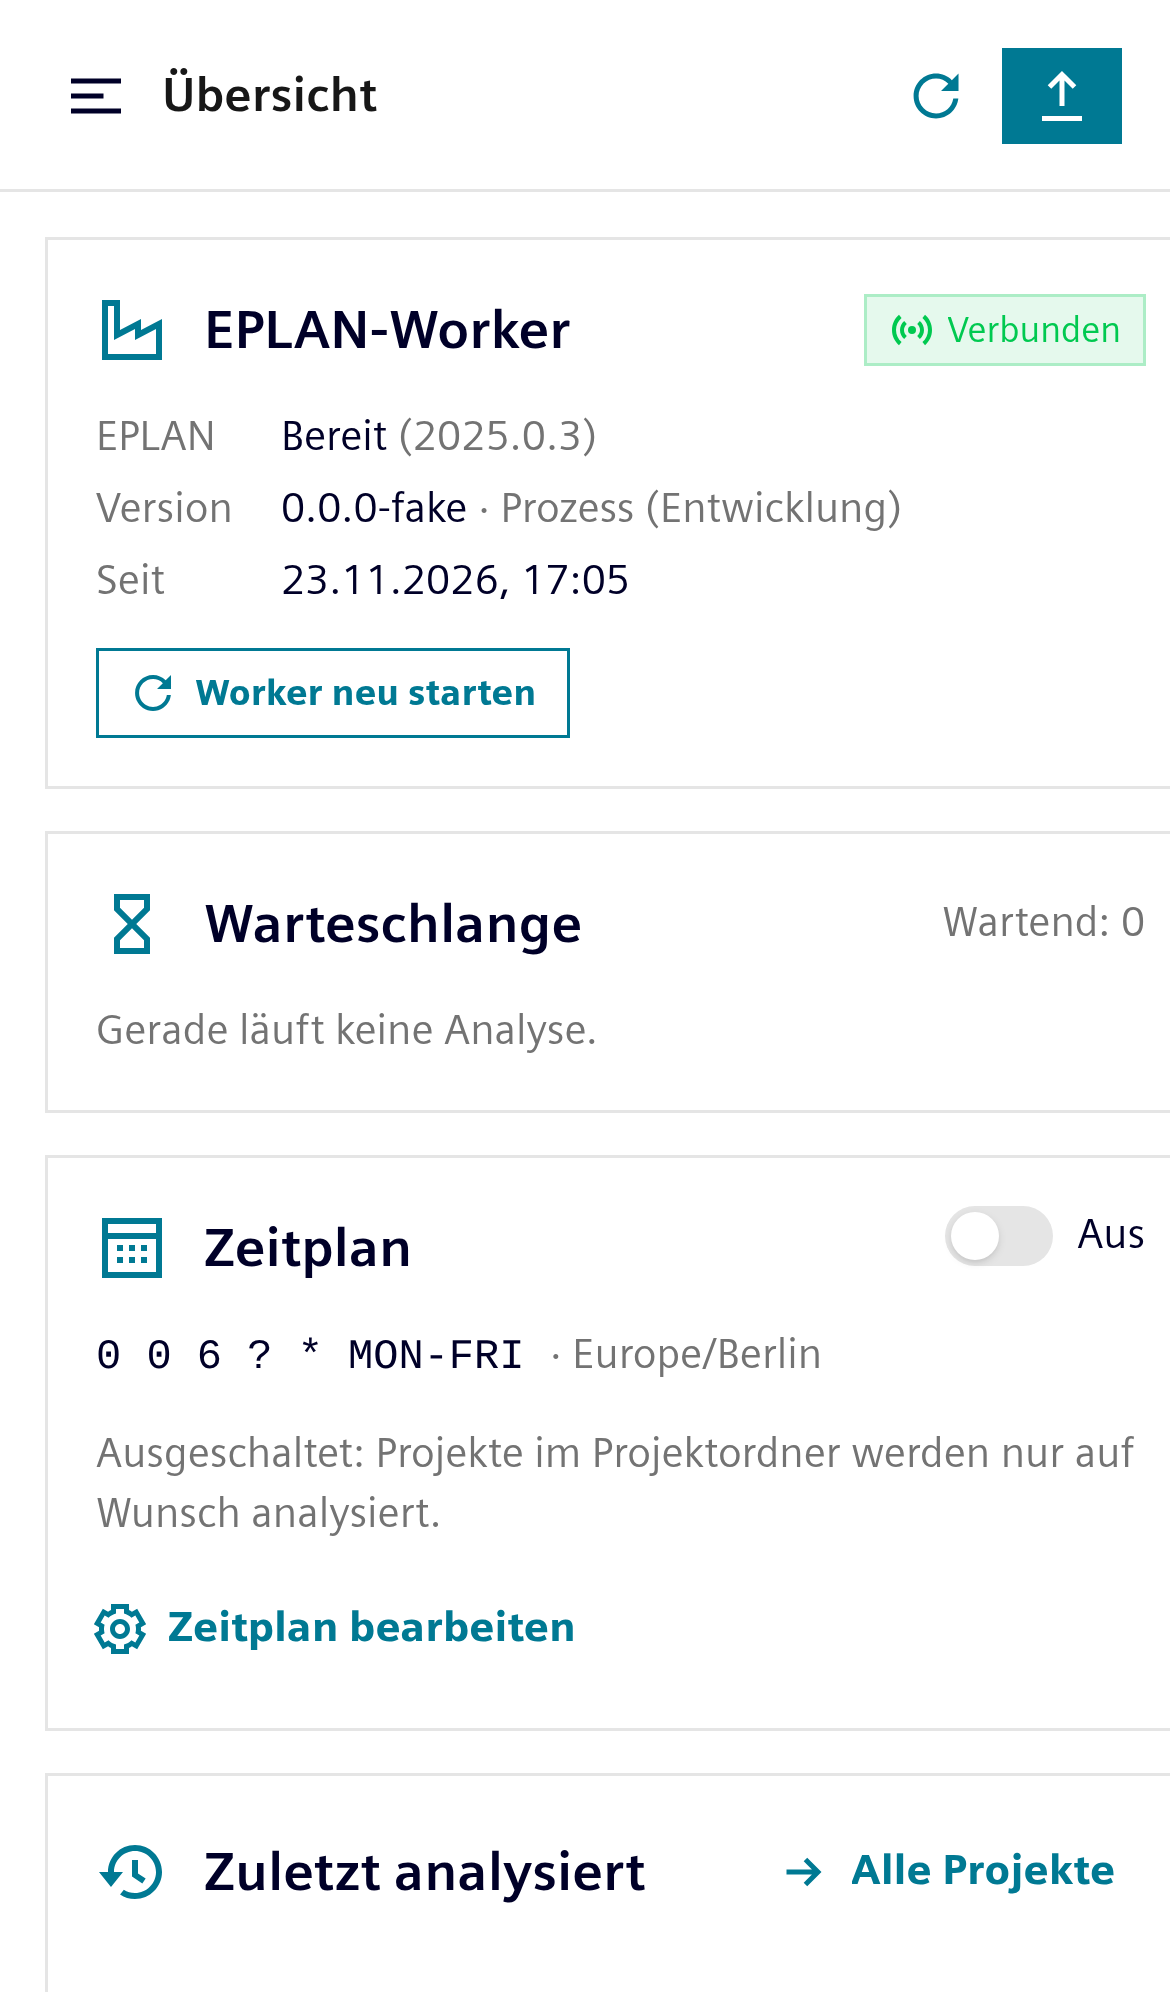 Übersicht
EPLAN-Worker
Verbunden
EPLAN Bereit (2025.0.3)
Version 0.0.0-fake · Prozess (Entwicklung)
Seit 23.11.2026, 17:05
Worker neu starten
Warteschlange
Wartend: 0
Gerade läuft keine Analyse.
Zeitplan
Aus
0 0 6 ? * MON-FRI · Europe/Berlin
Ausgeschaltet: Projekte im Projektordner werden nur auf
Wunsch analysiert.
Zeitplan bearbeiten
Zuletzt analysiert
Alle Projekte